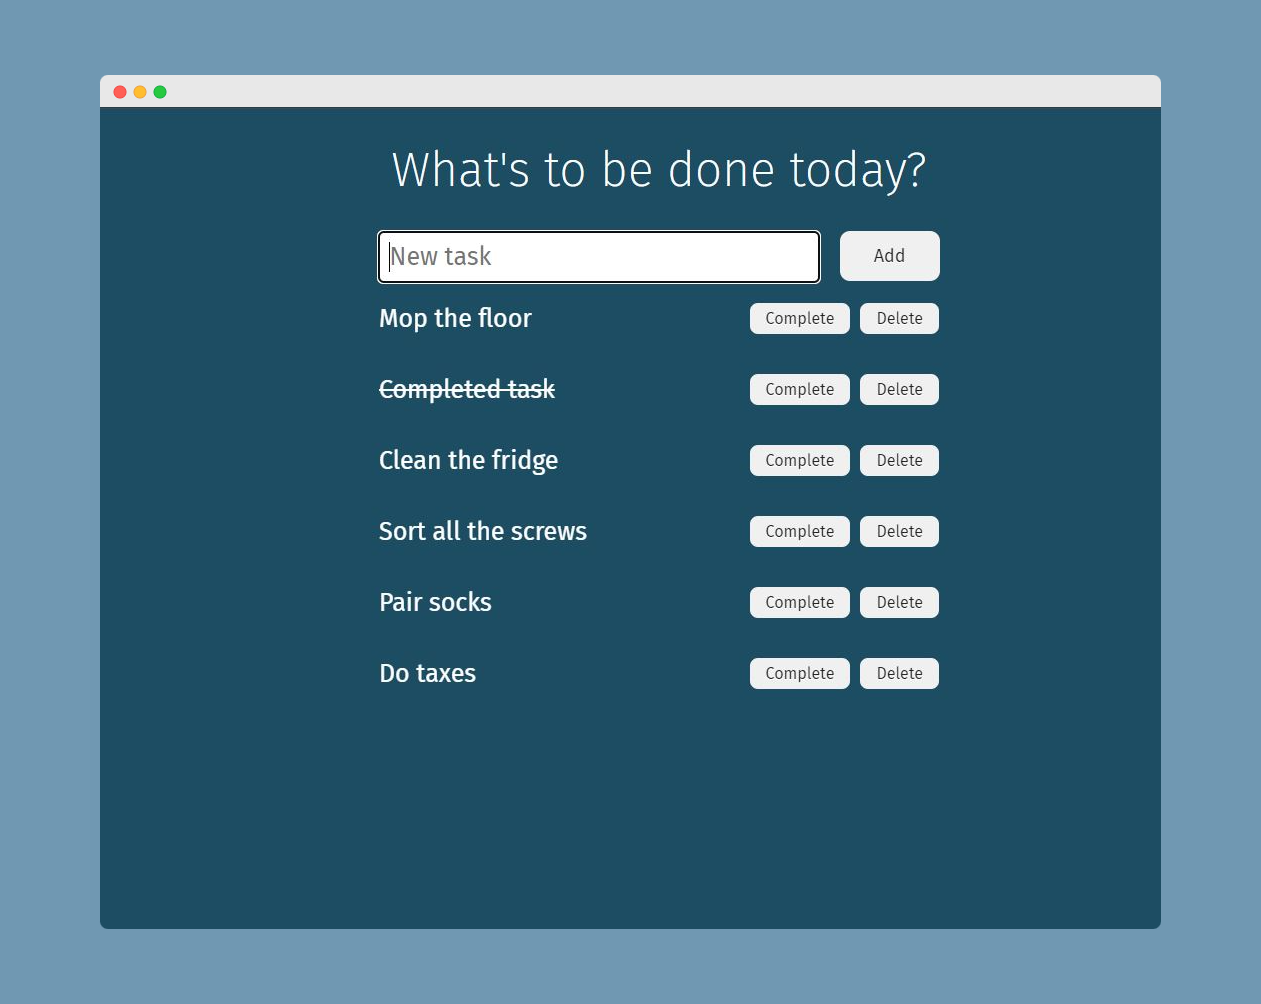 What's to be done today?
New task Add
Mop the floor Complete Delete
Completed task Complete Delete
Clean the fridge Complete Delete
Sort all the screws Complete Delete
Pair socks Complete Delete
Do taxes Complete Delete